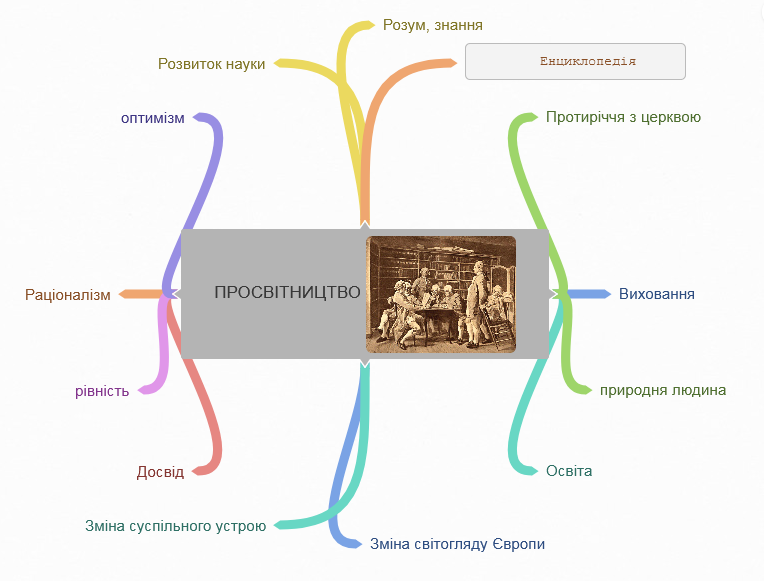 Розум, знання
Розвиток науки
Енциклопедія
оптимізм
Протиріччя з церквою
ПРОСВІТНИЦТВО
Раціоналізм
Виховання
рівність
природня людина
Досвід
Освіта
Зміна суспільного устрою
Зміна світогляду Європи